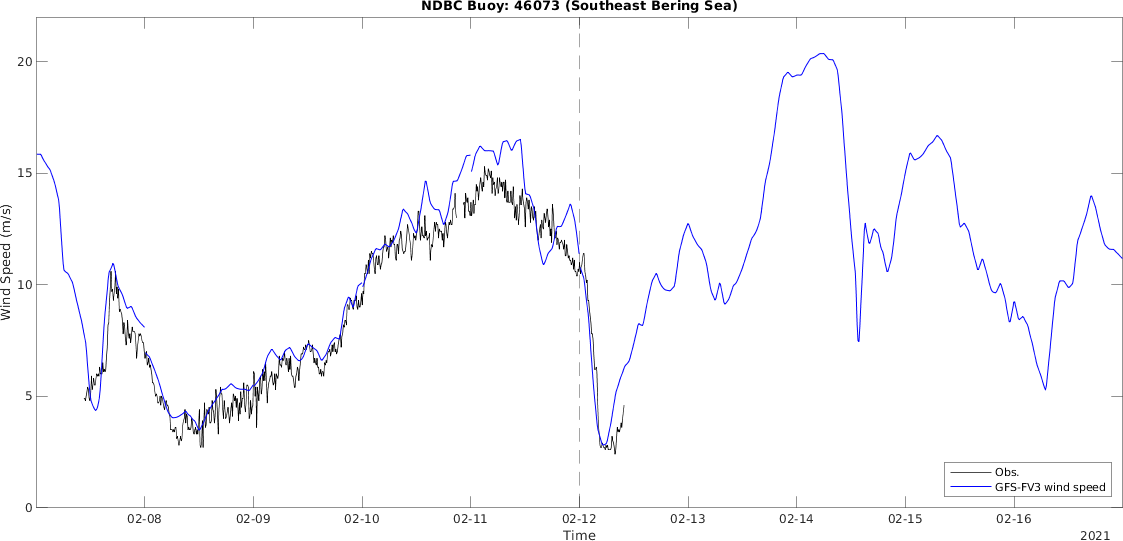 NDBC Buoy: 46073 (Southeast Bering Sea)
Wind Speed (m/s)
20
15
10
5
0
Obs.
GFS-FV3 wind speed
02-08 02-09 02-10 02-11 02-12 02-13 02-14 02-15 02-16
Time
2021